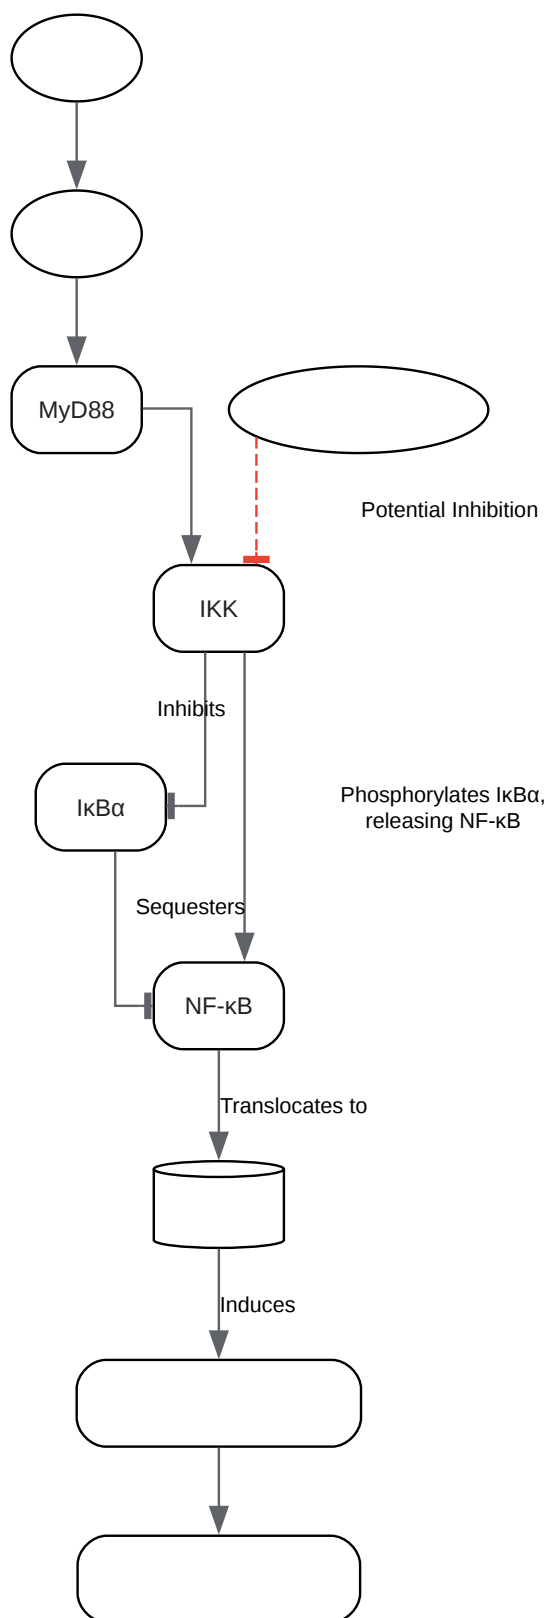 MyD88
Potential Inhibition
IKK
Inhibits
IκBα
Phosphorylates IκBα,
releasing NF-κB
Sequesters
NF-κB
Translocates to
Induces